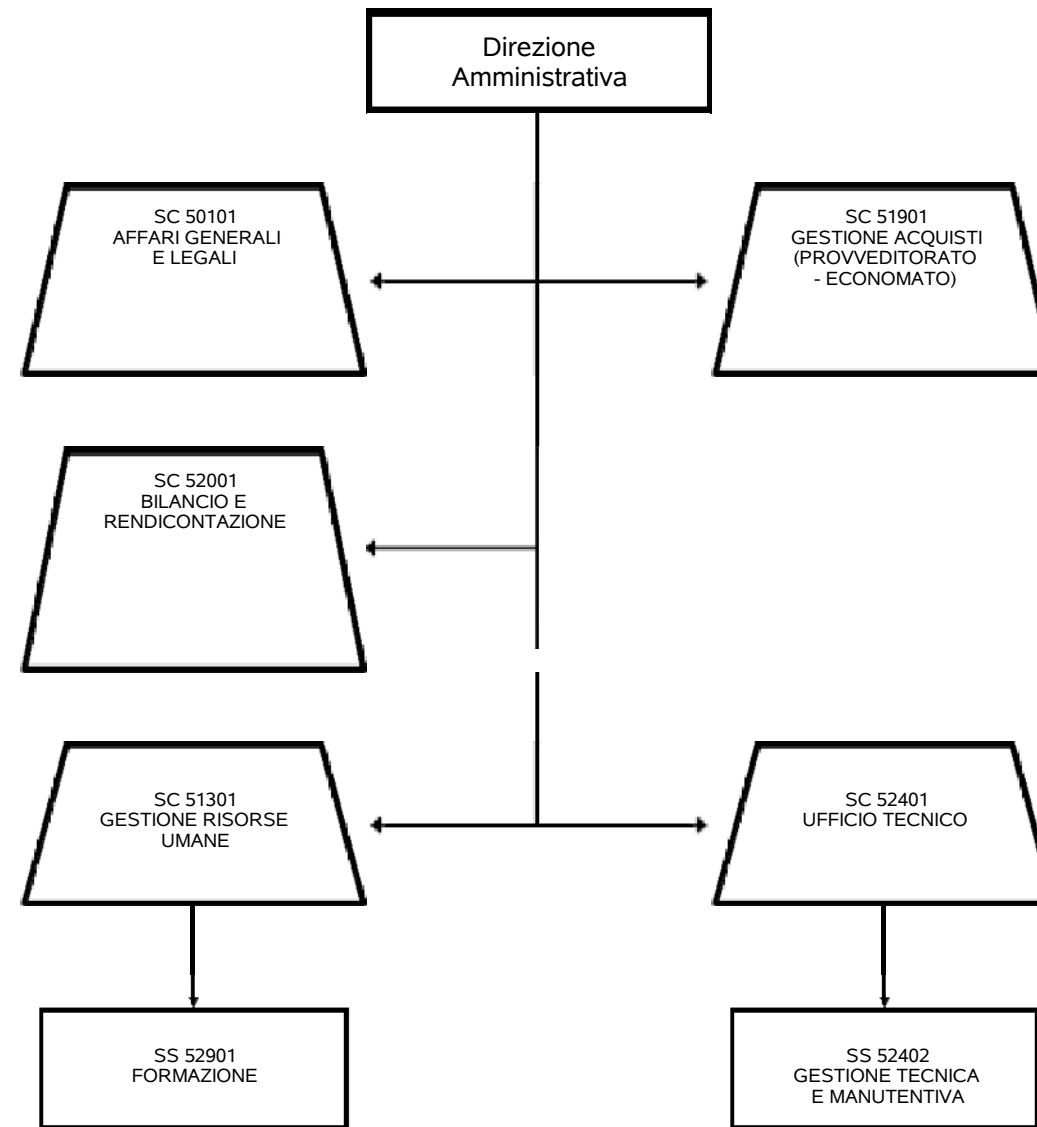 Direzione
Amministrativa
SC 50101
AFFARI GENERALI
E LEGALI
SC 51901
GESTIONE ACQUISTI
(PROVVEDITORATO
- ECONOMATO)
SC 52001
BILANCIO E
RENDICONTAZIONE
SC 51301
GESTIONE RISORSE
UMANE
SC 52401
UFFICIO TECNICO
SS 52901
FORMAZIONE
SS 52402
GESTIONE TECNICA
E MANUTENTIVA